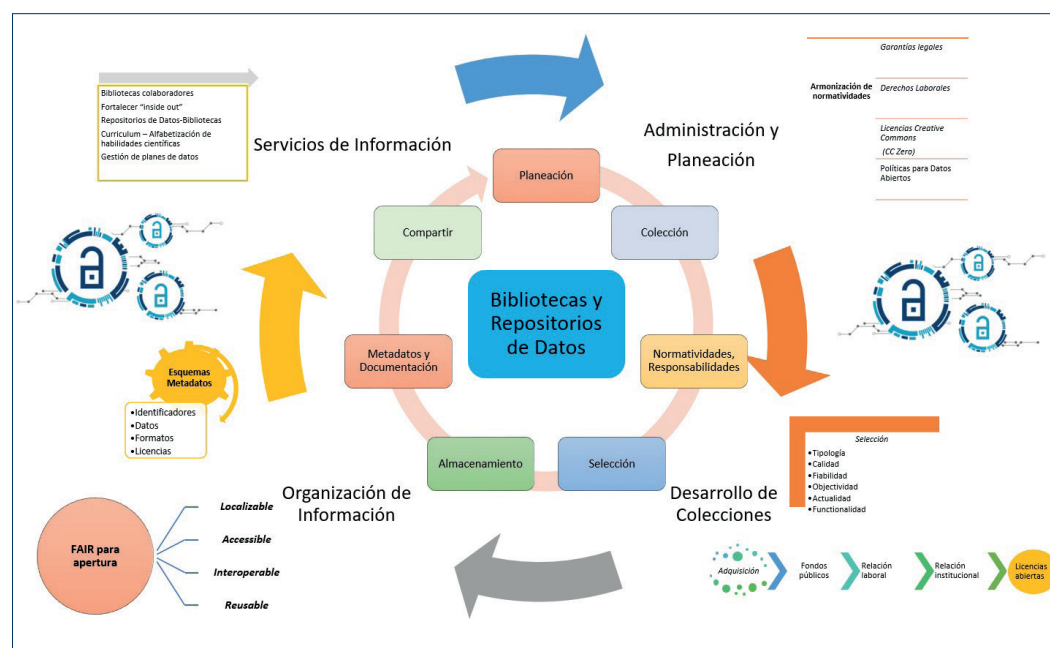 Bibliotecas colaboradores
Fortalecer "inside out"
Repositorios de Datos-Bibliotecas
Curriculum – Alfabetización de
habilidades científicas
Gestión de planes de datos
Servicios de Información
Administración y
Planeación
Garantías legales
Armonización de
normatividades
Derechos Laborales
Licencias Creative
Commons
(CC Zero)
Políticas para Datos
Abiertos
Planeación
Compartir
Colección
Bibliotecas y
Repositorios
de Datos
Metadatos y
Documentación
Normatividades,
Responsabilidades
Almacenamiento
Selección
Esquemas
Metadatos
•Identificadores
•Datos
•Formatos
•Licencias
Organización de
Información
Desarrollo de
Colecciones
Selección
•Tipología
•Calidad
•Fiabilidad
•Objectividad
•Actualidad
•Functionalidad
FAIR para
apertura
Localizable
Accessible
Interoperable
Reusable
Adquisición
Fondos
públicos
Relación
laboral
Relación
institucional
Licencias
abiertas